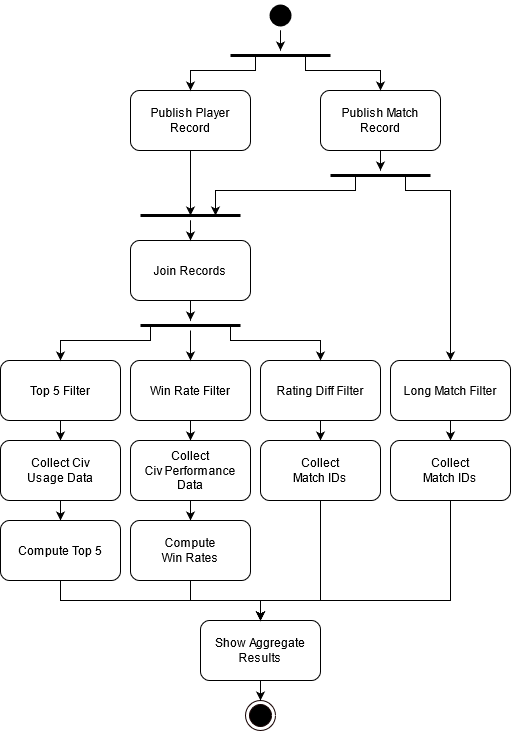 Publish Player
Record
Publish Match
Record
Join Records
Top 5 Filter
Win Rate Filter
Rating Diff Filter
Long Match Filter
Collect Civ
Usage Data
Collect
Civ Performance
Data
Collect
Match IDs
Collect
Match IDs
Compute Top 5
Compute
Win Rates
Show Aggregate
Results